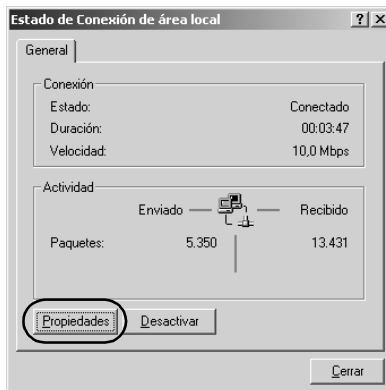 Estado de Conexión de área local ? X
General
Conexión
Estado: Conectado
Duración: 00:03:47
Velocidad: 10,0 Mbps
Actividad
Enviado — — Recibido
Paquetes: 5.350 13.431
Propiedades Desactivar
Cerrar